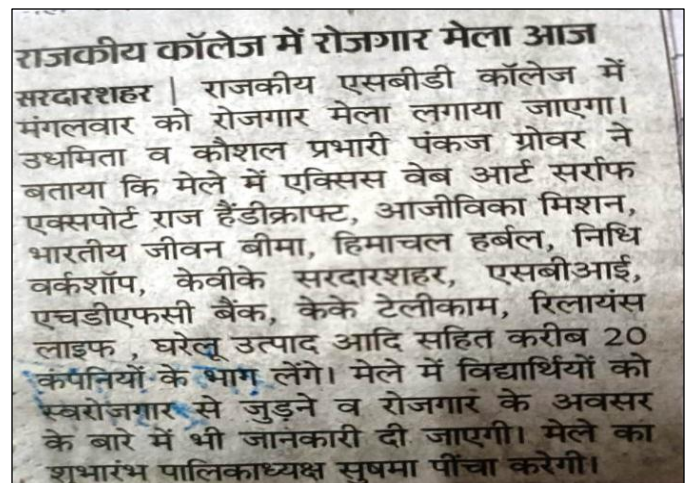 राजकीय कॉलेज में रोजगार मेला आज
सरदारशहर | राजकीय एसबीडी कॉलेज में
मंगलवार को रोजगार मेला लगाया जाएगा।
उधमिता व कौशल प्रभारी पंकज ग्रोवर ने
बताया कि मेले में एक्सिस वेब आर्ट सर्राफ
एक्सपोर्ट राज हैंडीक्राफ्ट, आजीविका मिशन,
भारतीय जीवन बीमा, हिमाचल हर्बल, निधि
वर्कशॉप, केवीके सरदारशहर, एसबीआई,
एचडीएफसी बैंक, केके टेलीकाम, रिलायंस
लाइफ , घरेलू उत्पाद आदि सहित करीब 20
कंपनियों के भाग लेंगे। मेले में विद्यार्थियों को
स्वरोजगार से जुड़ने व रोजगार के अवसर
के बारे में भी जानकारी दी जाएगी। मेले का
शुभारंभ पालिकाध्यक्ष सुषमा पींचा करेगी।